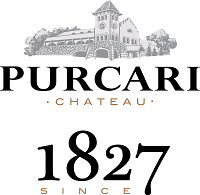 PURCARI
· CHATEAU ·
1827
SINCE